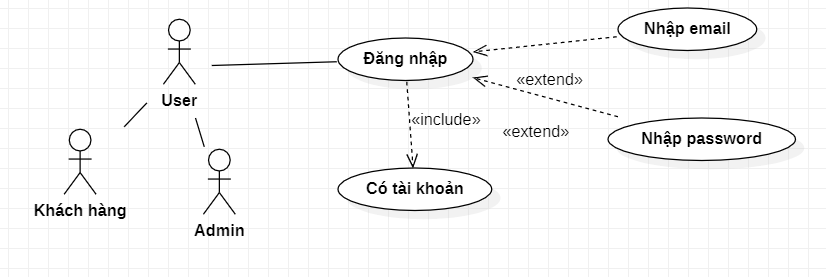 Nhập email
Đăng nhập
«extend»
User
«include»
«extend»
Nhập password
Có tài khoản
Khách hàng
Admin